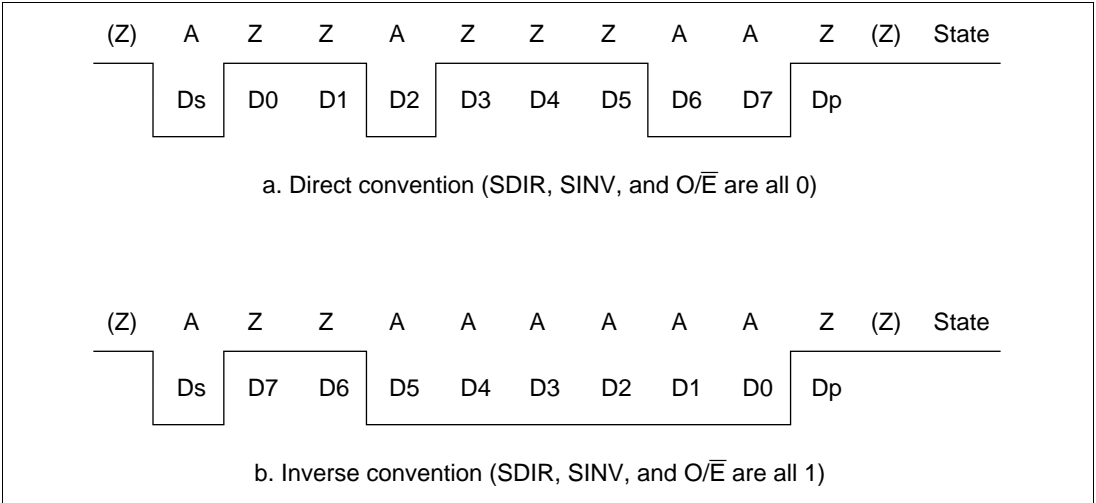 (Z) A Z Z A Z Z Z A A Z (Z) State
Ds D0 D1 D2 D3 D4 D5 D6 D7 Dp
a. Direct convention (SDIR, SINV, and O/E̅ are all 0)
(Z) A Z Z A A A A A A Z (Z) State
Ds D7 D6 D5 D4 D3 D2 D1 D0 Dp
b. Inverse convention (SDIR, SINV, and O/E̅ are all 1)